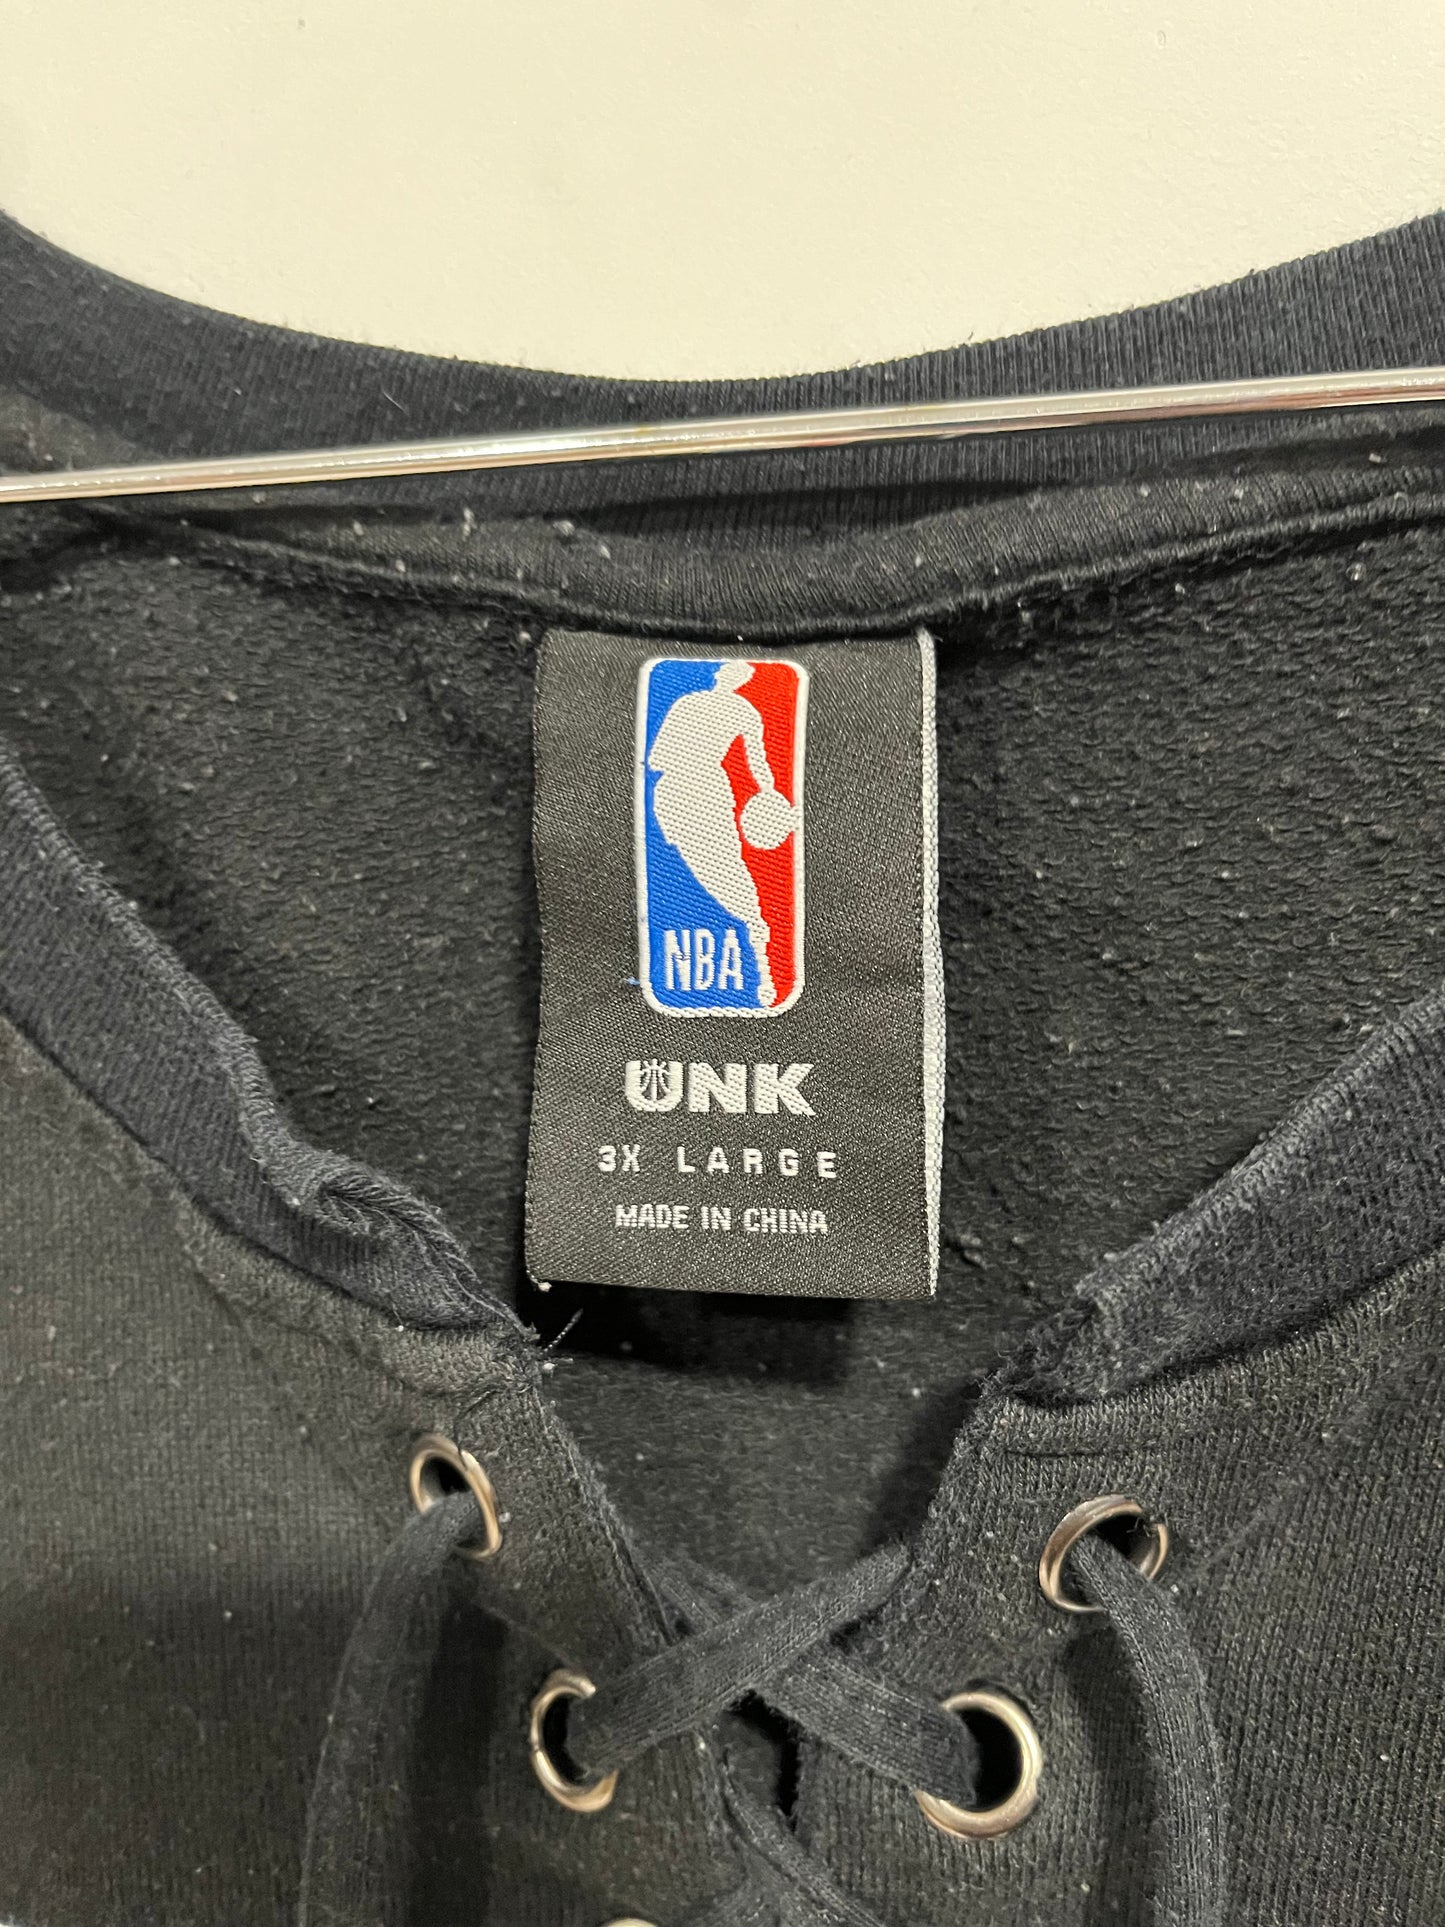 NBA
UNK
3X LARGE
MADE IN CHINA